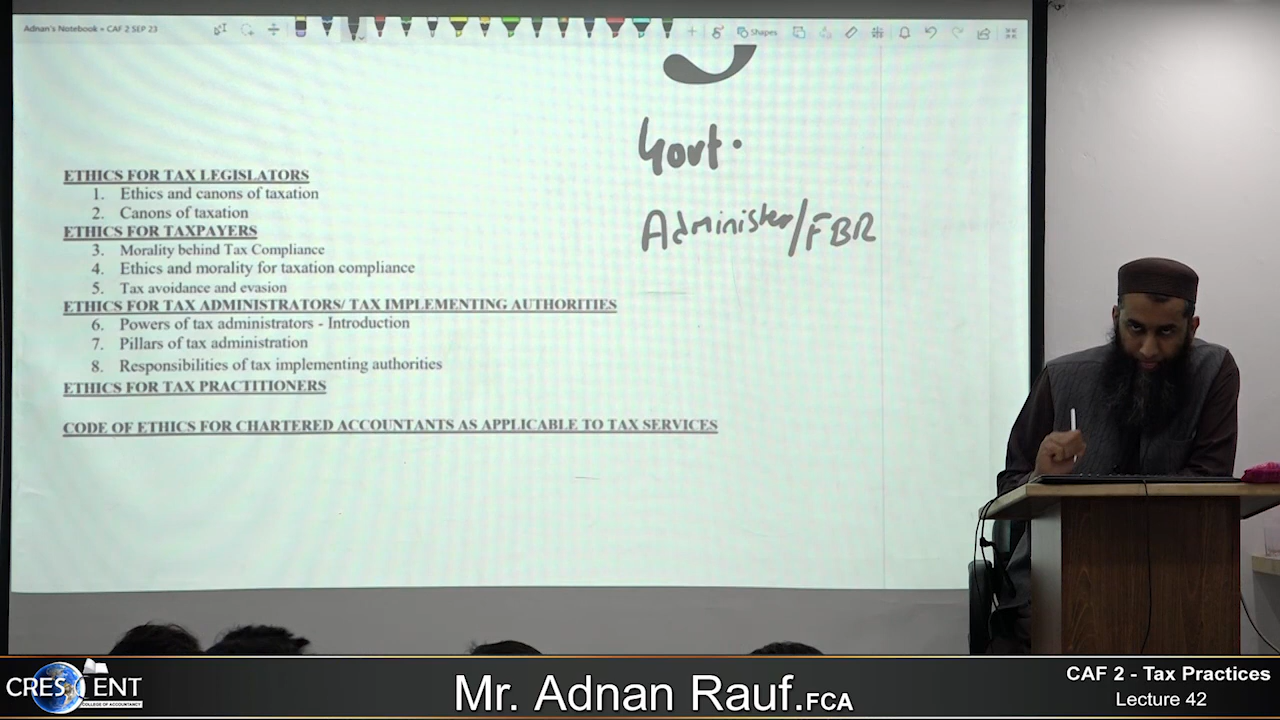 Adnan's Notebook » CAF 2 SEP 23
Shapes
Govt.
Administer/FBR
ETHICS FOR TAX LEGISLATORS
1. Ethics and canons of taxation
2. Canons of taxation
ETHICS FOR TAXPAYERS
3. Morality behind Tax Compliance
4. Ethics and morality for taxation compliance
5. Tax avoidance and evasion
ETHICS FOR TAX ADMINISTRATORS/ TAX IMPLEMENTING AUTHORITIES
6. Powers of tax administrators - Introduction
7. Pillars of tax administration
8. Responsibilities of tax implementing authorities
ETHICS FOR TAX PRACTITIONERS
CODE OF ETHICS FOR CHARTERED ACCOUNTANTS AS APPLICABLE TO TAX SERVICES
CRESCENT
COLLEGE OF ACCOUNTANCY
Mr. Adnan Rauf.FCA
CAF 2 - Tax Practices
Lecture 42